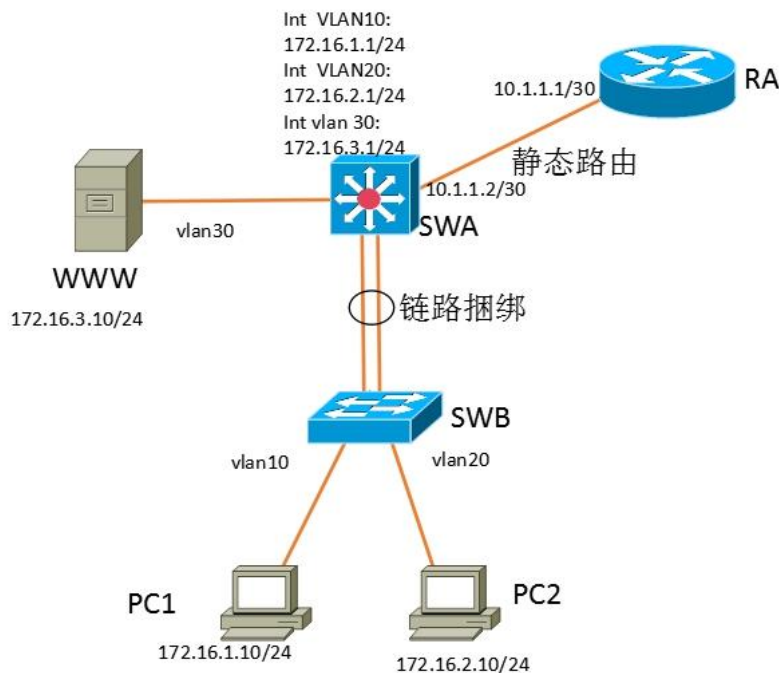 Int VLAN10:
172.16.1.1/24
Int VLAN20:
172.16.2.1/24
Int vlan 30:
172.16.3.1/24
RA
10.1.1.1/30
静态路由
10.1.1.2/30
SWA
vlan30
WWW
172.16.3.10/24
链路捆绑
SWB
vlan10
vlan20
PC1
PC2
172.16.1.10/24
172.16.2.10/24